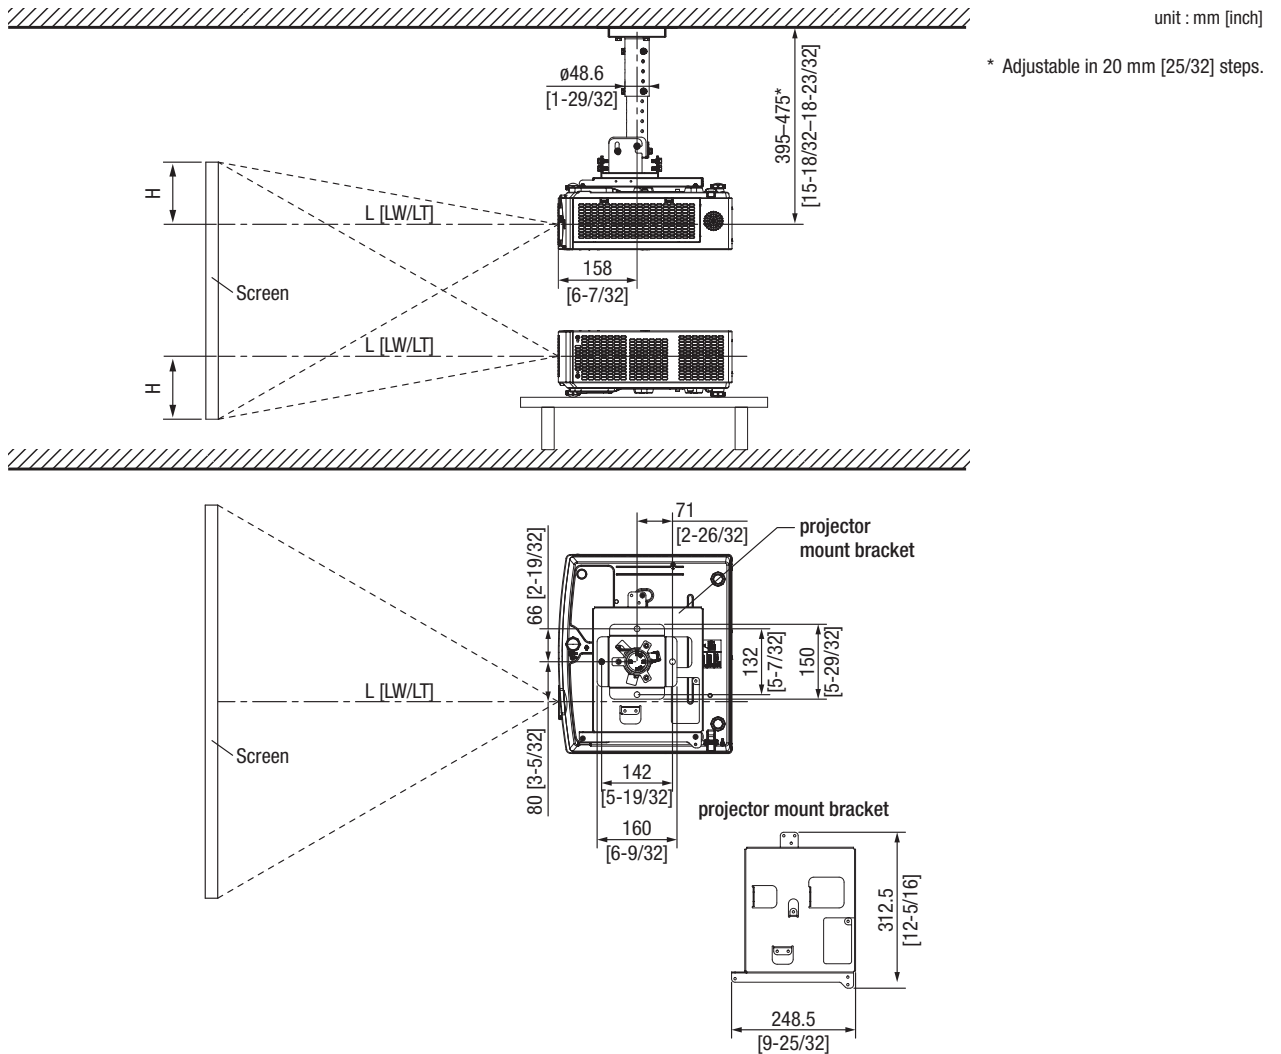 unit : mm [inch]
* Adjustable in 20 mm [25/32] steps.
ø48.6
[1-29/32]
395–475*
[15-18/32–18-23/32]
H
L [LW/LT]
158
[6-7/32]
Screen
L [LW/LT]
H
71
[2-26/32]
projector
mount bracket
66 [2-19/32]
132
[5-7/32]
150
[5-29/32]
L [LW/LT]
Screen
80 [3-5/32]
142
[5-19/32]
160
[6-9/32]
projector mount bracket
312.5
[12-5/16]
248.5
[9-25/32]